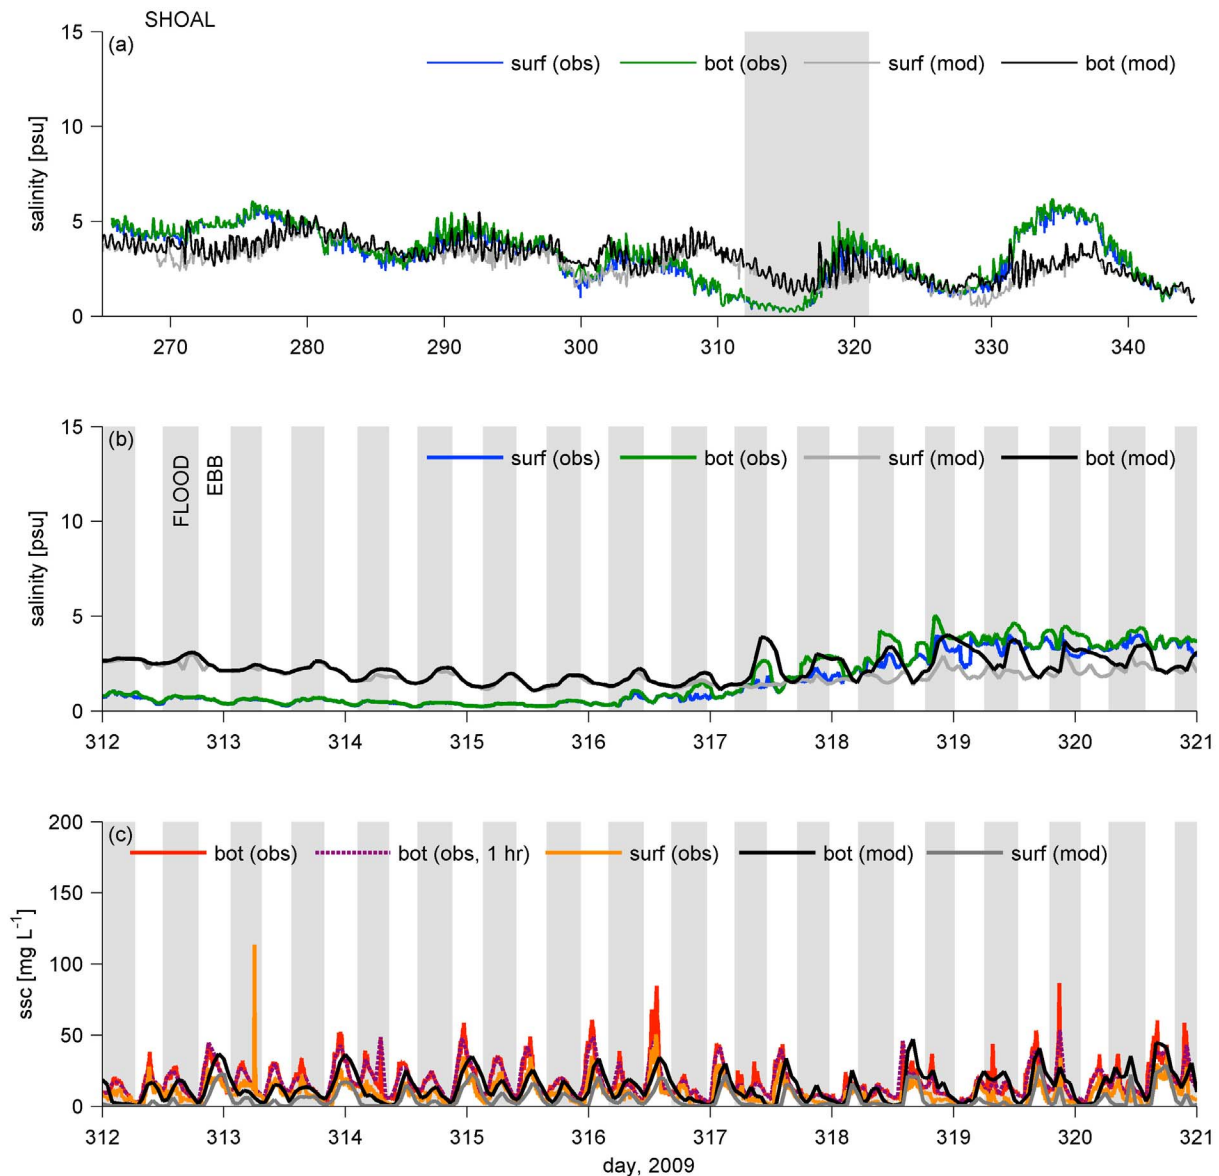 SHOAL
(a)
surf (obs) bot (obs) surf (mod) bot (mod)
15
10
5
0
salinity [psu]
270 280 290 300 310 320 330 340
(b)
surf (obs) bot (obs) surf (mod) bot (mod)
FLOOD
EBB
15
10
5
0
salinity [psu]
312 313 314 315 316 317 318 319 320 321
(c)
bot (obs) bot (obs, 1 hr) surf (obs) bot (mod) surf (mod)
200
150
100
50
0
ssc [mg L⁻¹]
312 313 314 315 316 317 318 319 320 321
day, 2009